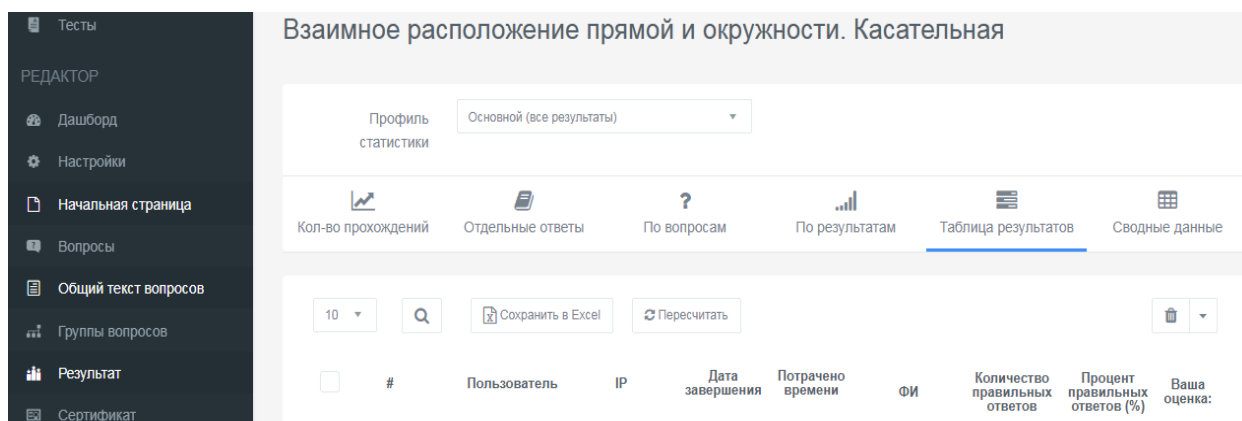 Тесты
РЕДАКТОР
Дашборд
Настройки
Начальная страница
Вопросы
Общий текст вопросов
Группы вопросов
Результат
Сертификат
Взаимное расположение прямой и окружности. Касательная
Профиль
статистики
Основной (все результаты)
Кол-во прохождений
Отдельные ответы
? По вопросам
По результатам
Таблица результатов
Сводные данные
10
Сохранить в Excel
Пересчитать
#
Пользователь
IP
Дата
завершения
Потрачено
времени
ФИ
Количество
правильных
ответов
Процент
правильных
ответов (%)
Ваша
оценка: